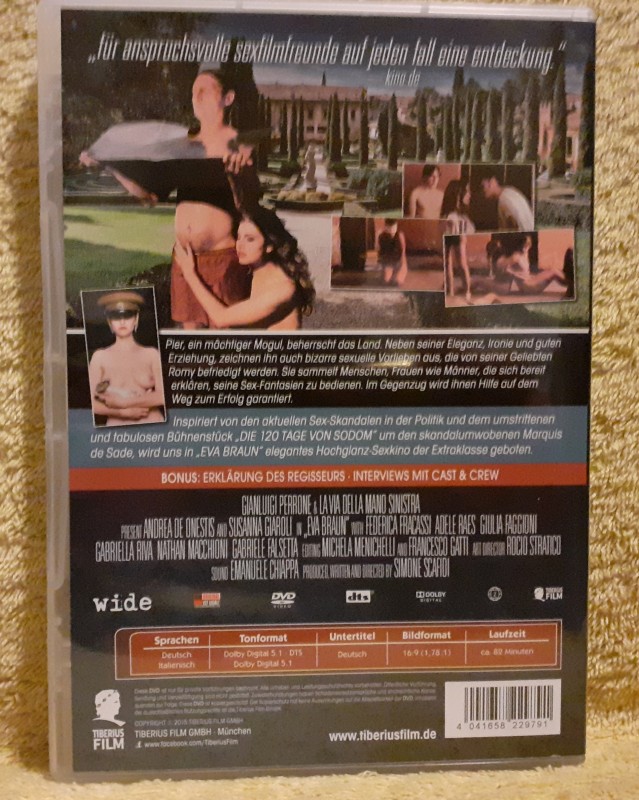 „für anspruchsvolle sexfilmfreunde auf jeden fall eine entdeckung."
kino.de
Pier, ein mächtiger Mogul, beherrscht das Land. Neben seiner Eleganz, Ironie und guten
Erziehung, zeichnen ihn auch bizarre sexuelle Vorlieben aus, die von seiner Geliebten
Romy befriedigt werden. Sie sammelt Menschen, Frauen wie Männer, die sich bereit
erklären, seine Sex-Fantasien zu bedienen. Im Gegenzug wird ihnen Hilfe auf dem
Weg zum Erfolg garantiert.
Inspiriert von den aktuellen Sex-Skandalen in der Politik und dem umstrittenen
und fabulosen Bühnenstück „DIE 120 TAGE VON SODOM" um den skandalumwobenen Marquis
de Sade, wird uns in „EVA BRAUN" elegantes Hochglanz-Sexkino der Extraklasse geboten.
BONUS: ERKLÄRUNG DES REGISSEURS · INTERVIEWS MIT CAST & CREW
GIANLUIGI PERRONE & LA VIA DELLA MANO SINISTRA
PRESENT ANDREA DE ONESTIS AND SUSANNA GIAROLI IN „EVA BRAUN" WITH FEDERICA FRACASSI ADELE RAES GIULIA FAGGIONI
GABRIELLA RIVA NATHAN MACCHIONI GABRIELE FALSETTA EDITING MICHELA MENICHELLI AND FRANCESCO GATTI ART DIRECTOR ROCIO STRATICO
SOUND EMANUELE CHIAPPA PRODUCED, WRITTEN AND DIRECTED BY SIMONE SCAFIDI
wide
DVD
VIDEO
dts
DOLBY
DIGITAL
TIBERIUS
FILM
Sprachen Tonformat Untertitel Bildformat Laufzeit
Deutsch Dolby Digital 5.1 · DTS Deutsch 16:9 (1,78:1) ca. 82 Minuten
Italienisch Dolby Digital 5.1
TIBERIUS
FILM
COPYRIGHT © 2015 TIBERIUS FILM GMBH
TIBERIUS FILM GMBH · München
www.facebook.com/TiberiusFilm
www.tiberiusfilm.de
4 041658 229791